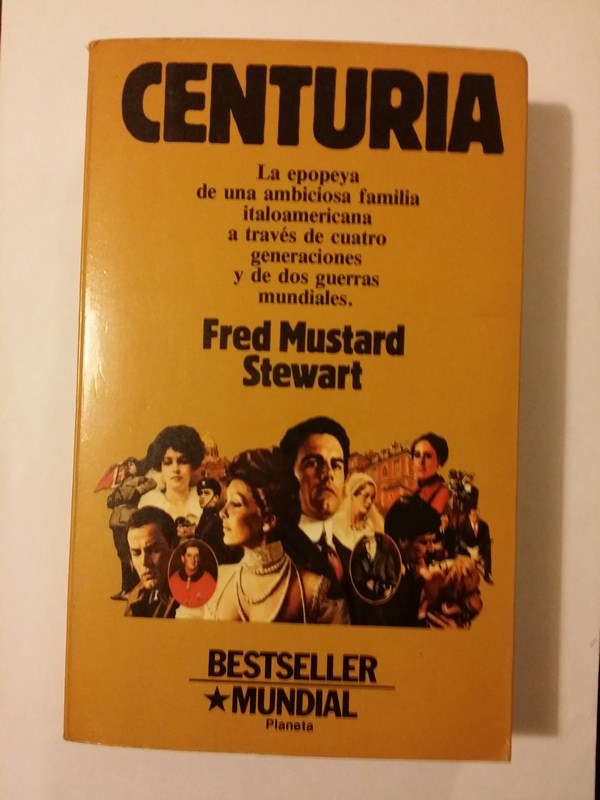 CENTURIA
La epopeya
de una ambiciosa familia
italoamericana
a través de cuatro
generaciones
y de dos guerras
mundiales.
Fred Mustard
Stewart
BESTSELLER
★MUNDIAL
Planeta